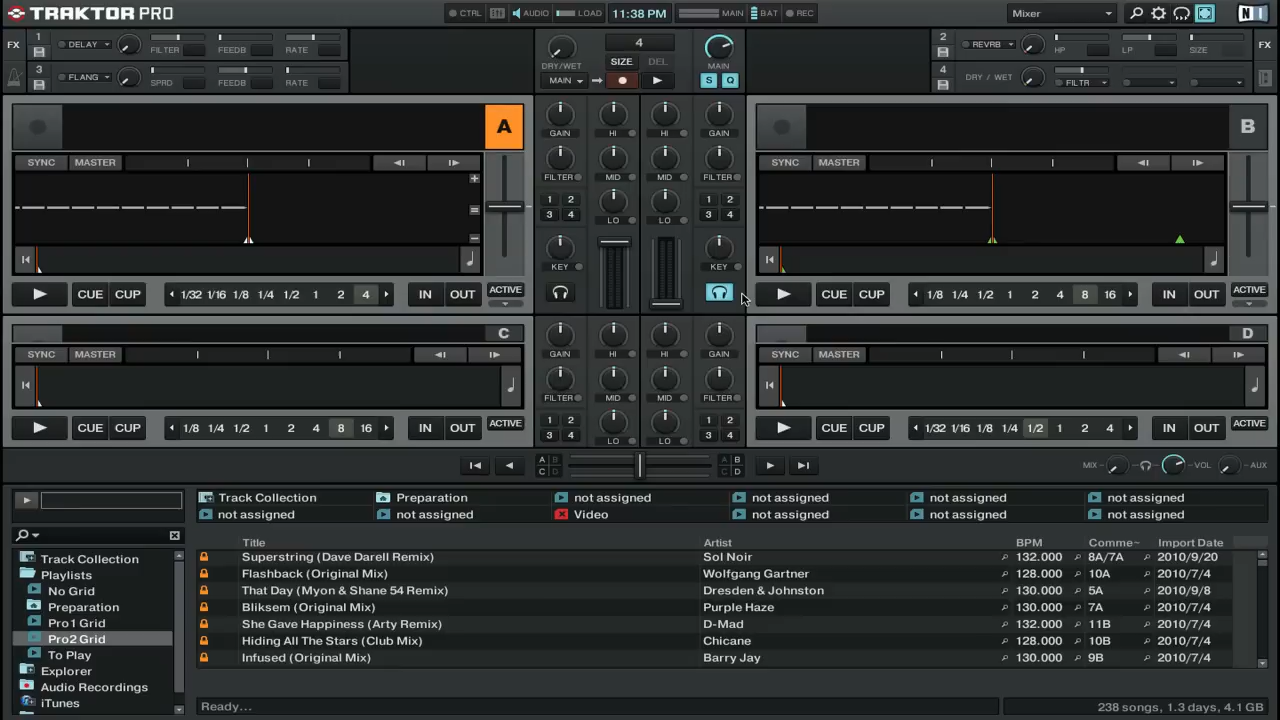 TRAKTOR PRO CTRL AUDIO LOAD 11:38 PM MAIN BAT REC Mixer
FX 1 DELAY FILTER FEEDB RATE DRY/WET 4 SIZE DEL MAIN 2 REVRB HP LP SIZE FX
3 FLANG SPRD FEEDB RATE MAIN S Q 4 DRY / WET FILTR
A GAIN HI HI GAIN B
SYNC MASTER FILTER MID MID FILTER SYNC MASTER
1 2 3 4 LO LO 1 2 3 4
KEY KEY
CUE CUP 1/32 1/16 1/8 1/4 1/2 1 2 4 IN OUT ACTIVE CUE CUP 1/8 1/4 1/2 1 2 4 8 16 IN OUT ACTIVE
C GAIN HI HI GAIN D
SYNC MASTER SYNC MASTER
FILTER MID MID FILTER
CUE CUP 1/8 1/4 1/2 1 2 4 8 16 IN OUT ACTIVE 1 2 3 4 LO LO 1 2 3 4 CUE CUP 1/32 1/16 1/8 1/4 1/2 1 2 4 IN OUT ACTIVE
A B C D A B C D MIX VOL AUX
Track Collection Preparation not assigned not assigned not assigned not assigned
not assigned not assigned Video not assigned not assigned not assigned
Title Artist BPM Comme~ Import Date
Superstring (Dave Darell Remix) Sol Noir 132.000 8A/7A 2010/9/20
Flashback (Original Mix) Wolfgang Gartner 128.000 10A 2010/7/4
That Day (Myon & Shane 54 Remix) Dresden & Johnston 130.000 5A 2010/9/8
Bliksem (Original Mix) Purple Haze 130.000 7A 2010/7/4
She Gave Happiness (Arty Remix) D-Mad 132.000 11B 2010/7/4
Hiding All The Stars (Club Mix) Chicane 128.000 10B 2010/7/4
Infused (Original Mix) Barry Jay 130.000 9B 2010/7/4
Track Collection
Playlists
No Grid
Preparation
Pro1 Grid
Pro2 Grid
To Play
Explorer
Audio Recordings
iTunes
Ready... 238 songs, 1.3 days, 4.1 GB